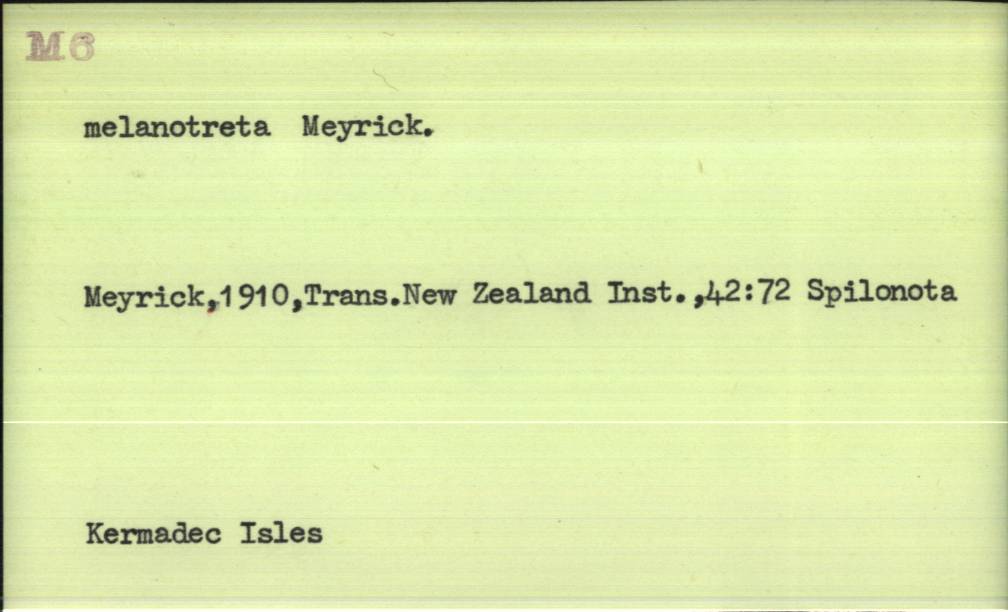 M6
melanotreta Meyrick.
Meyrick,1910,Trans.New Zealand Inst.,42:72 Spilonota
Kermadec Isles